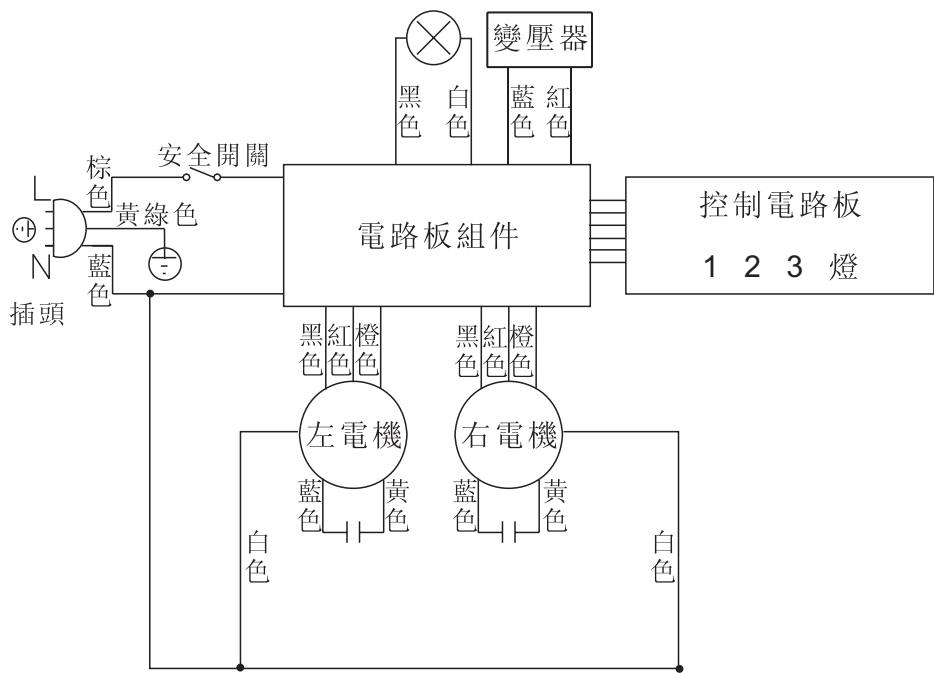 變壓器
黑色
白色
藍色
紅色
安全開關
棕色
L
黃綠色
N
藍色
插頭
電路板組件
控制電路板
1 2 3 燈
黑色
紅色
橙色
黑色
紅色
橙色
左電機
右電機
藍色
黃色
藍色
黃色
白色
白色